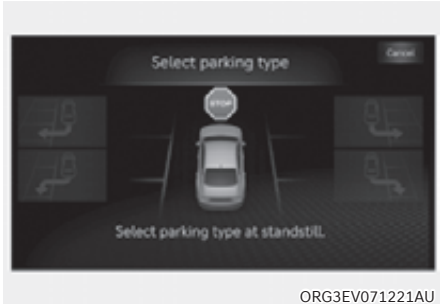 Select parking type
Cancel
STOP
Select parking type at standstill.
ORG3EV071221AU